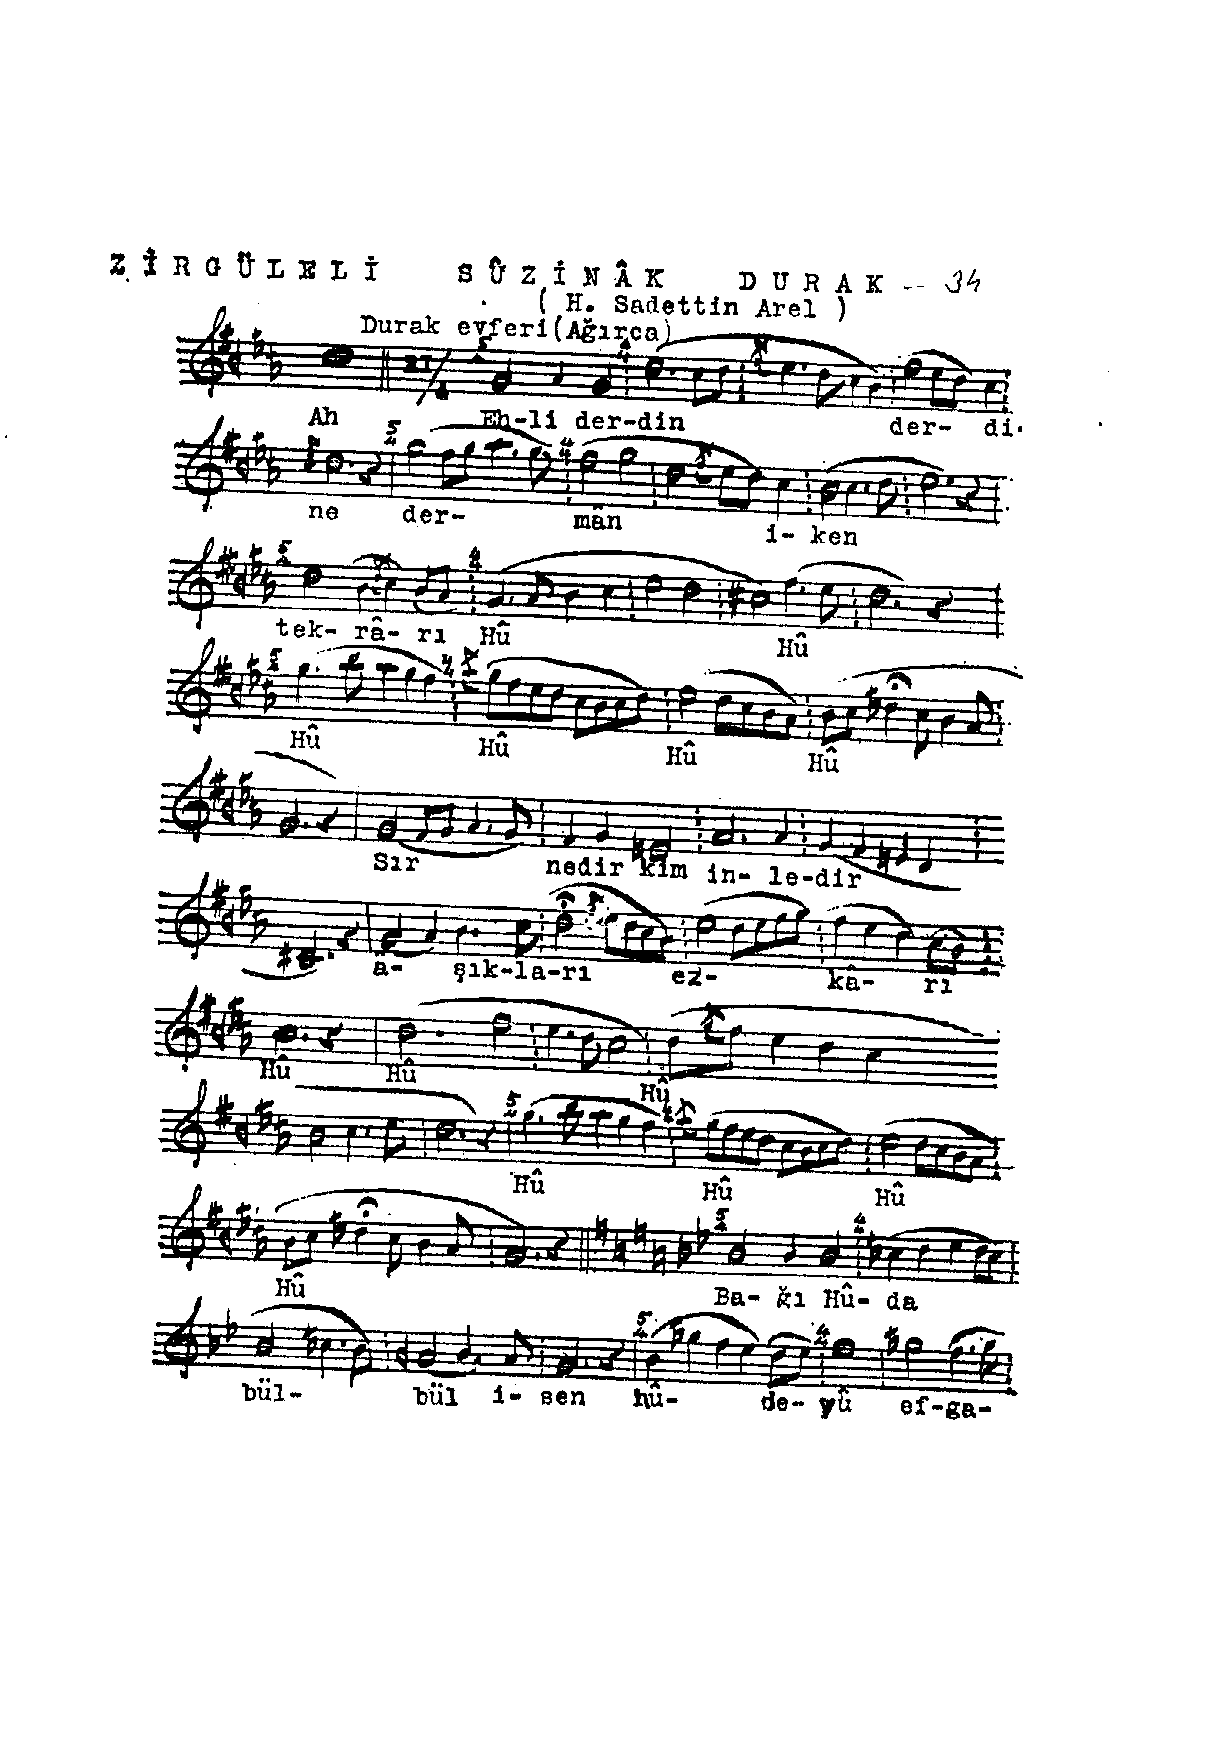 ZİRGÜLELİ SÛZİNÂK DURAK -- 34
( H. Sadettin Arel )
Durak evferi(Ağırca)
Ah Eh-li der-din der- di-
ne der- mân i- ken
tek- râ- rı Hû Hû
Hû Hû Hû Hû
Sır nedir kim in- le-dir
a- şık-la-rı ez- kâ- rı
Hû Hû Hû
Hû Hû Hû
Hû Ba- ğı Hû- da
bül- bül i- sen hû- de- yû ef-ga-